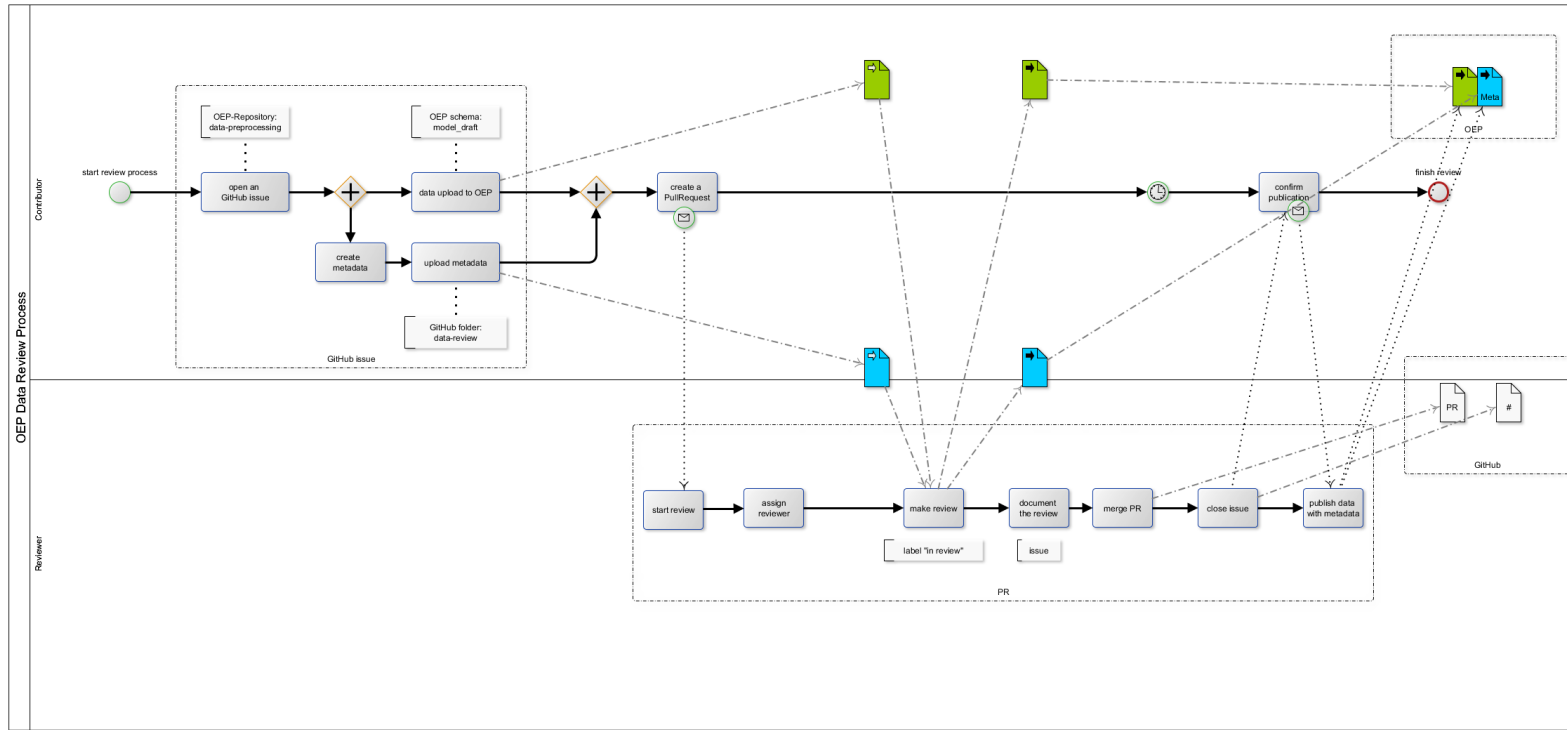 OEP Data Review Process
Contributor
Reviewer
start review process
OEP-Repository:
data-preprocessing
open an
GitHub issue
OEP schema:
model_draft
data upload to OEP
create
metadata
upload metadata
GitHub folder:
data-review
GitHub issue
create a
PullRequest
confirm
publication
finish review
Meta
OEP
PR
#
GitHub
start review
assign
reviewer
make review
label "in review"
document
the review
issue
merge PR
close issue
publish data
with metadata
PR